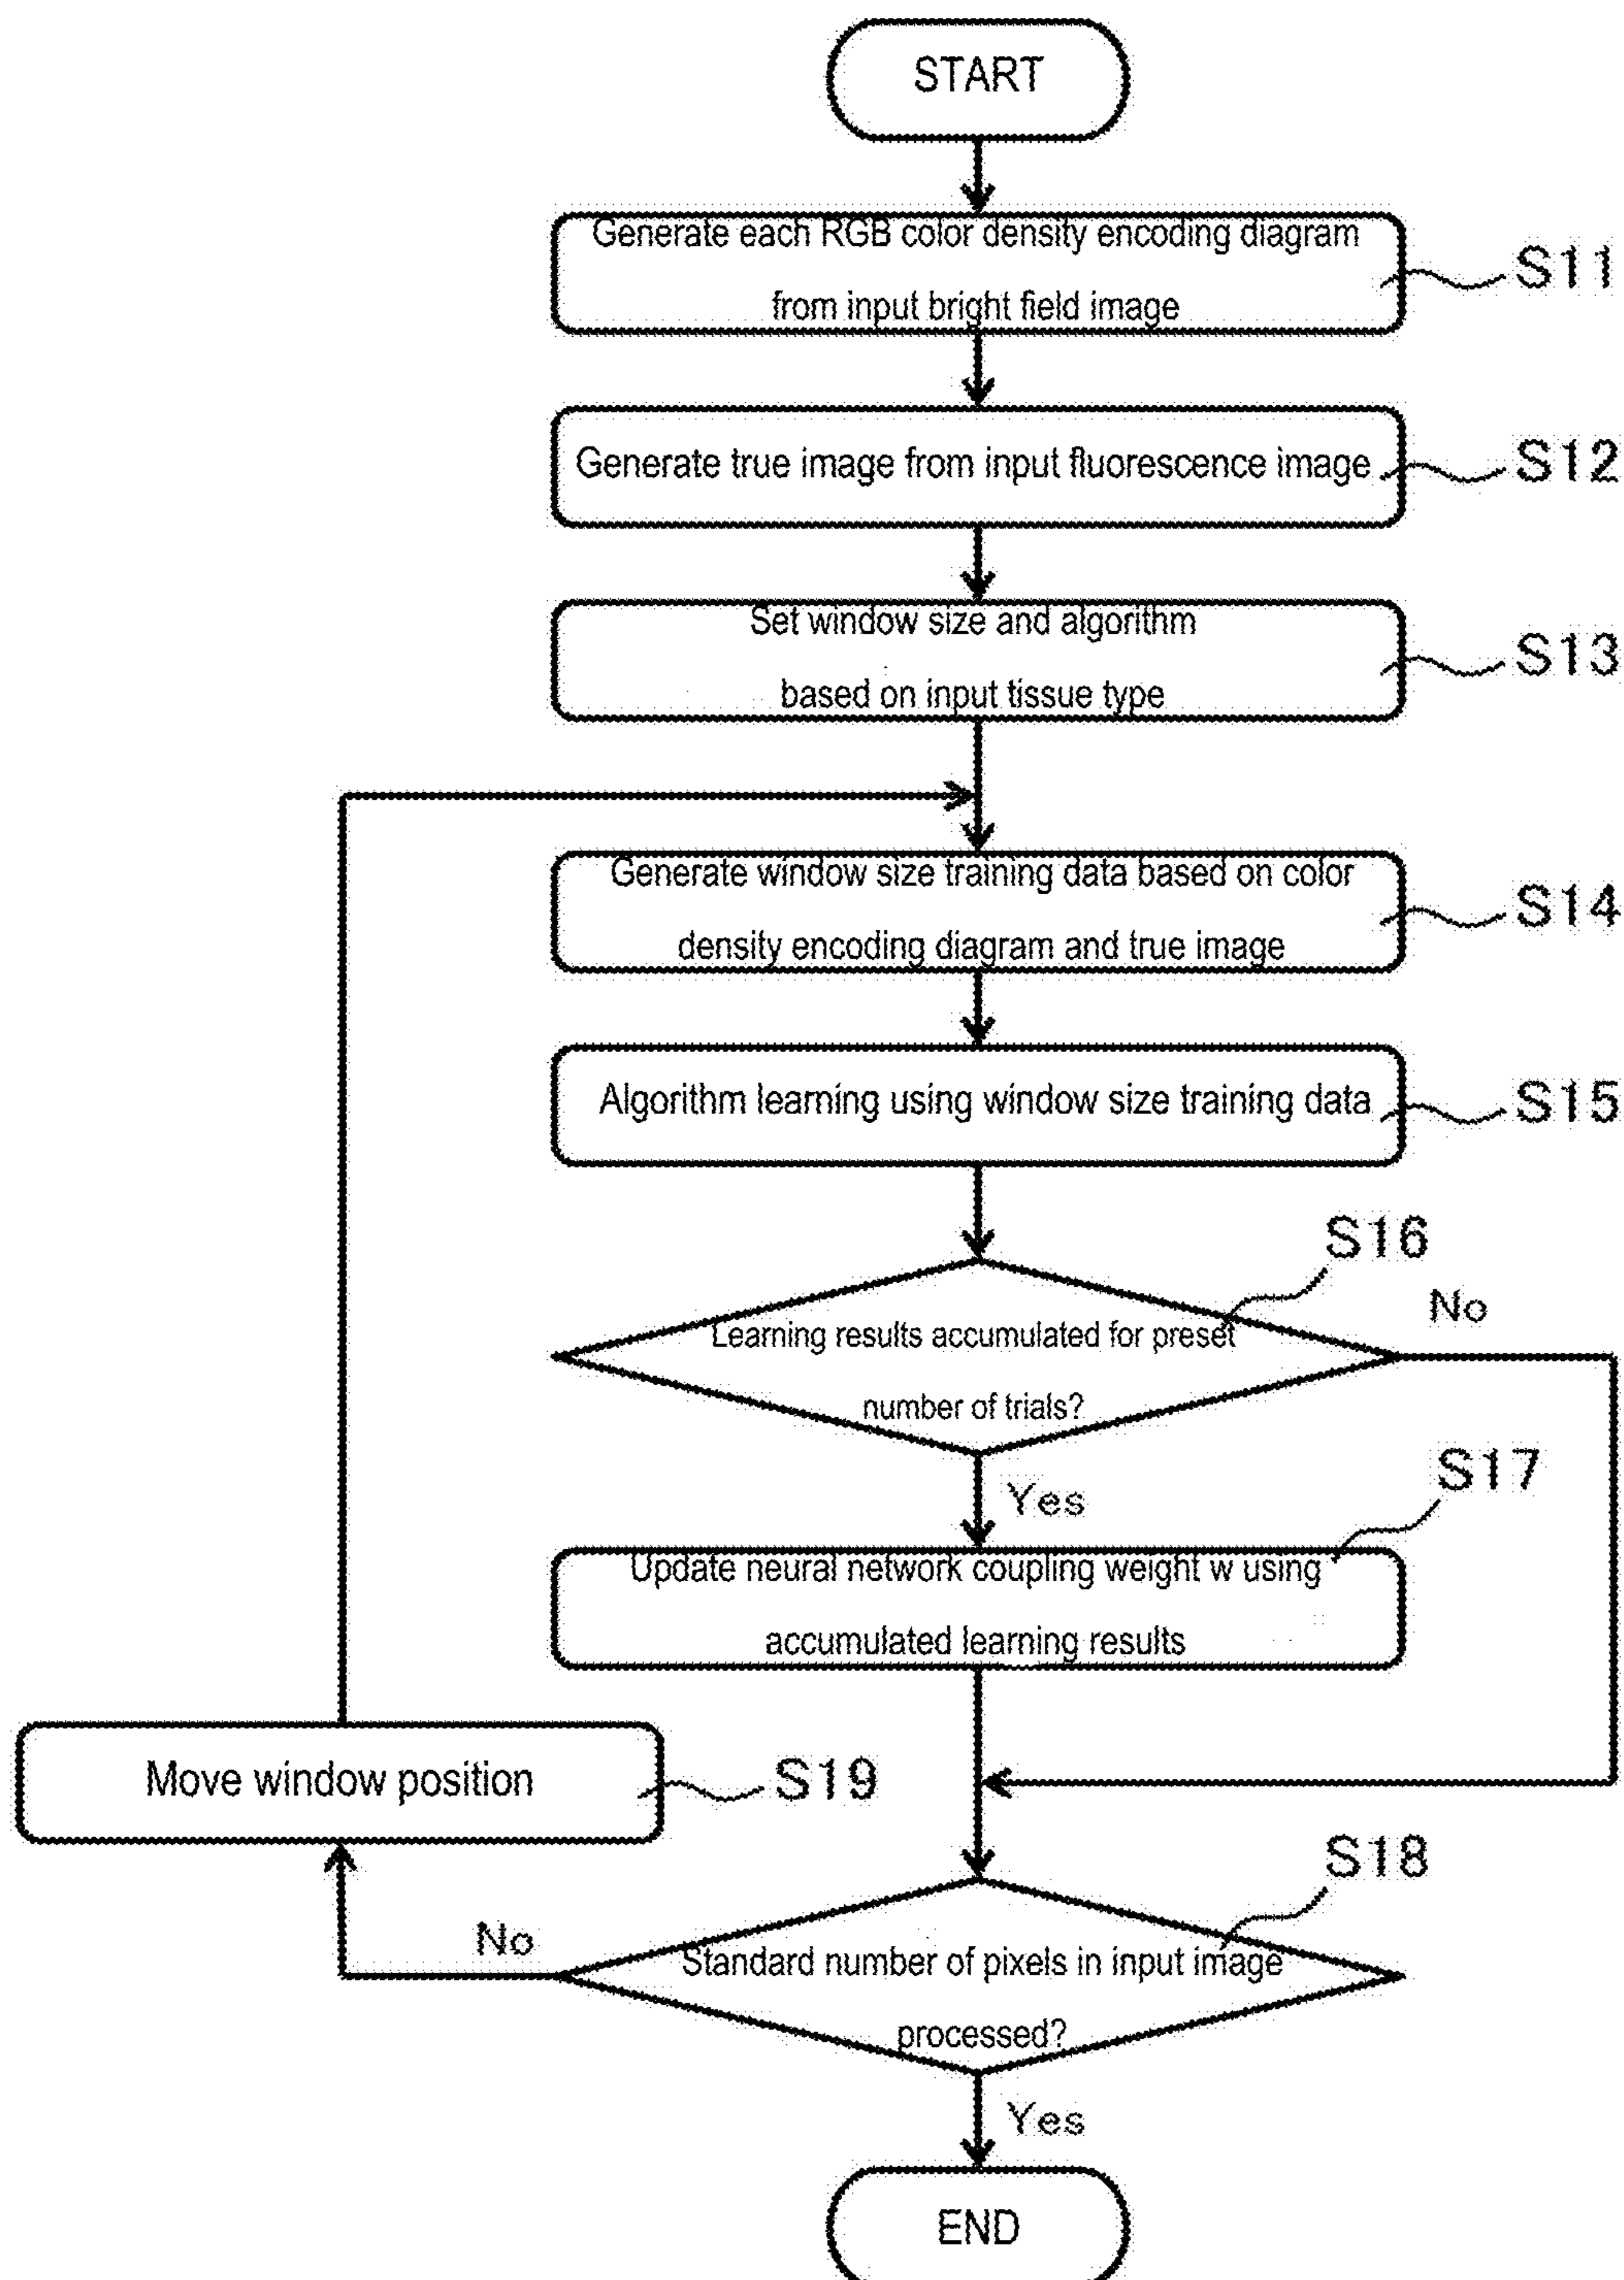 START
Generate each RGB color density encoding diagram
from input bright field image
S11
Generate true image from input fluorescence image
S12
Set window size and algorithm
based on input tissue type
S13
Generate window size training data based on color
density encoding diagram and true image
S14
Algorithm learning using window size training data
S15
S16
No
Learning results accumulated for preset
number of trials?
Yes
S17
Update neural network coupling weight w using
accumulated learning results
Move window position
S19
S18
No
Standard number of pixels in input image
processed?
Yes
END